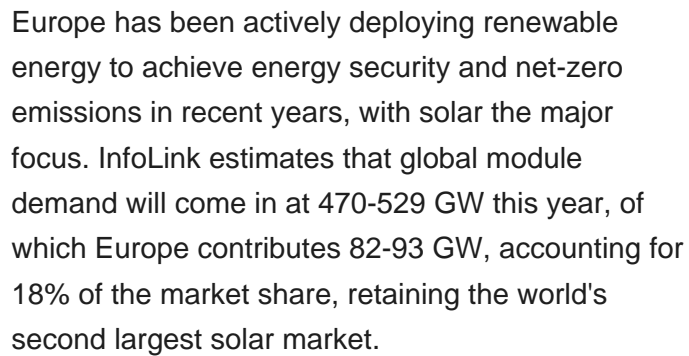 Europe has been actively deploying renewable
energy to achieve energy security and net-zero
emissions in recent years, with solar the major
focus. InfoLink estimates that global module
demand will come in at 470-529 GW this year, of
which Europe contributes 82-93 GW, accounting for
18% of the market share, retaining the world's
second largest solar market.